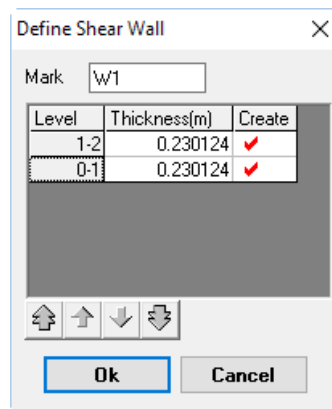 Define Shear Wall
Mark W1
Level Thickness(m) Create
1-2 0.230124
0-1 0.230124
Ok Cancel